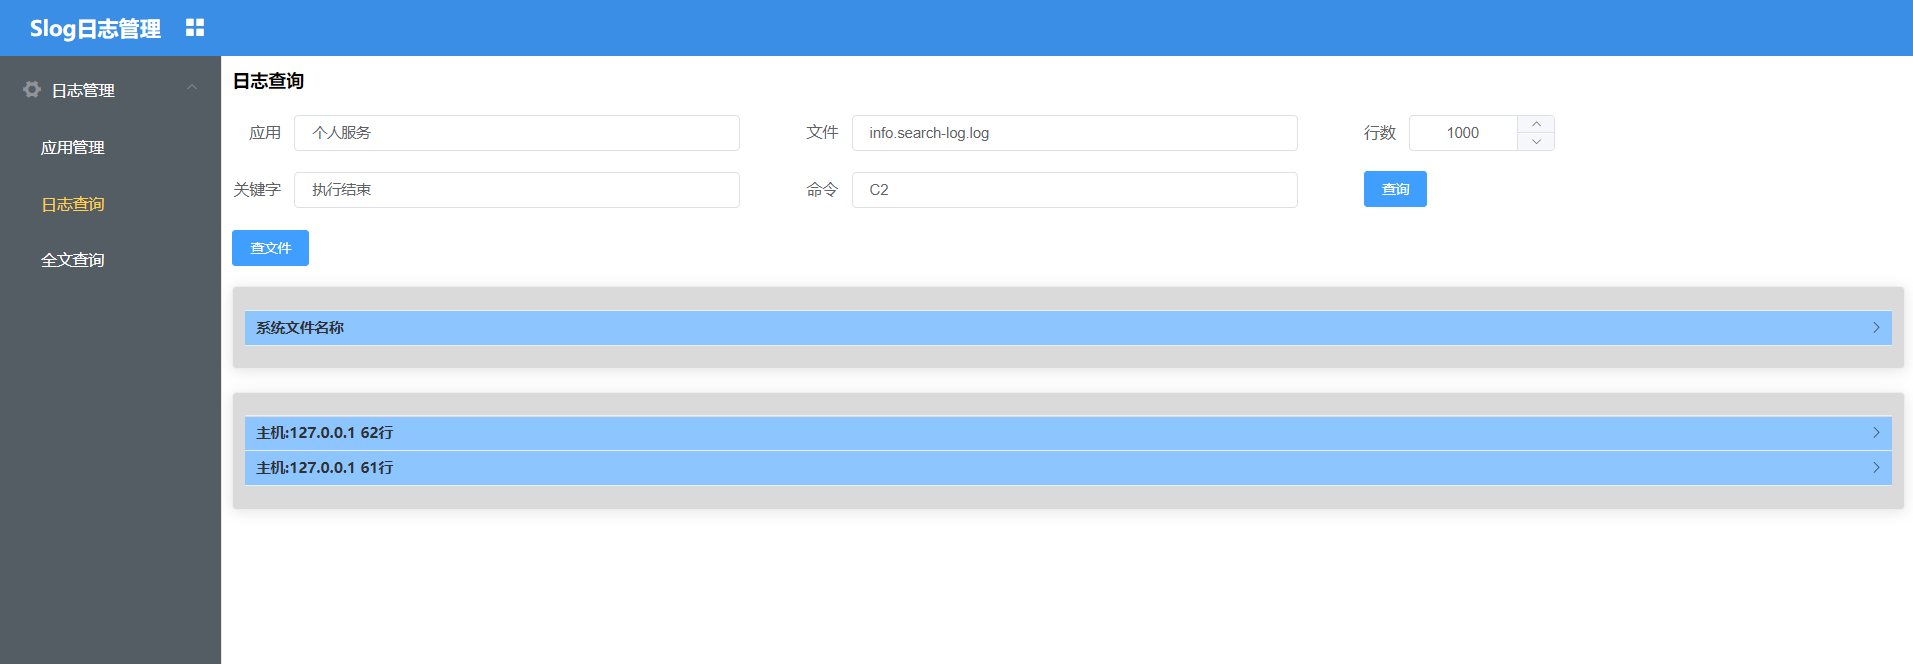 Slog日志管理
日志管理
应用管理
日志查询
全文查询
日志查询
应用 个人服务 文件 info.search-log.log 行数 1000
关键字 执行结束 命令 C2 查询
查文件
系统文件名称
主机:127.0.0.1 62行
主机:127.0.0.1 61行